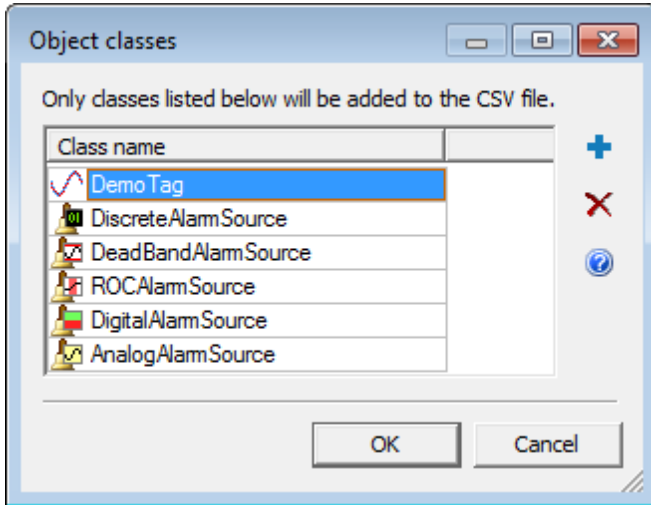 Object classes
Only classes listed below will be added to the CSV file.
Class name
DemoTag
DiscreteAlarmSource
DeadBandAlarmSource
ROCAlarmSource
DigitalAlarmSource
AnalogAlarmSource
OK Cancel